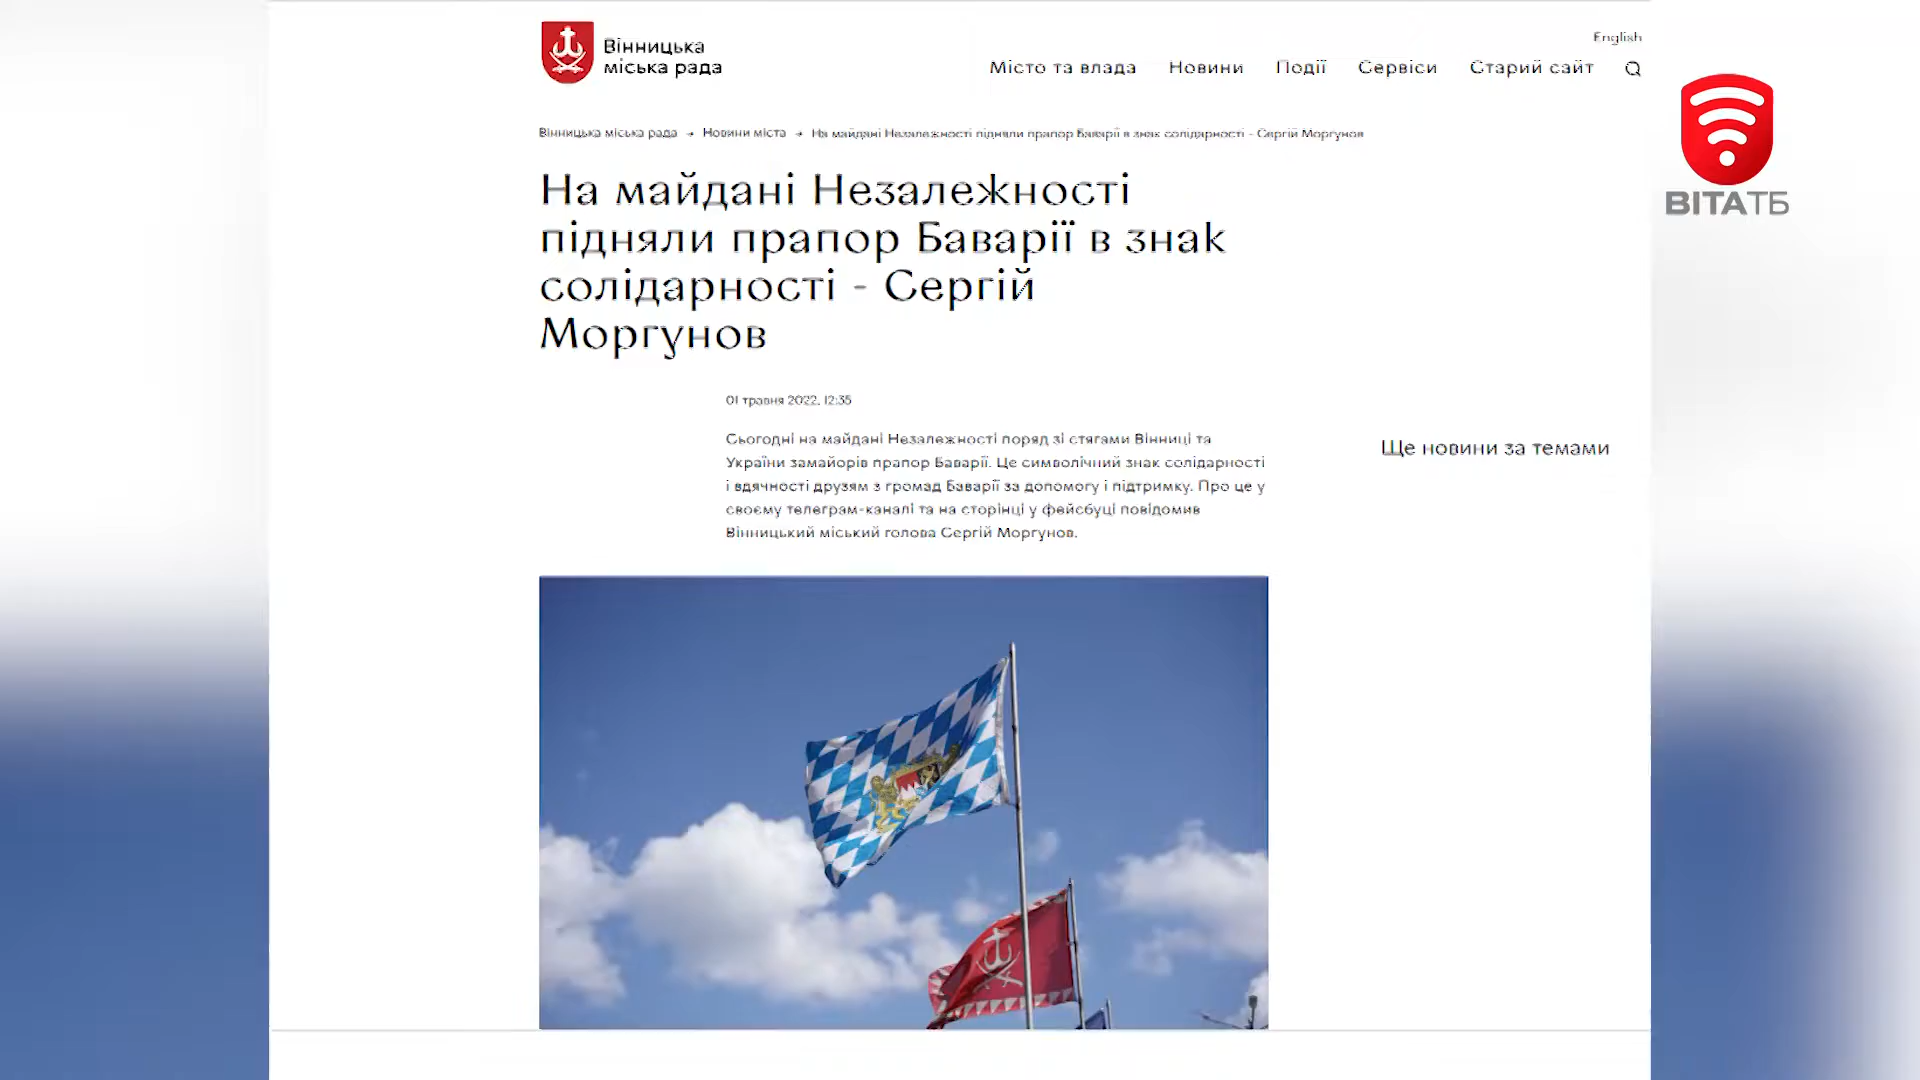 Вінницька
міська рада
English
Місто та влада Новини Події Сервіси Старий сайт
ВІТАТБ
Вінницька міська рада → Новини міста → На майдані Незалежності підняли прапор Баварії в знак солідарності - Сергій Моргунов
На майдані Незалежності
підняли прапор Баварії в знак
солідарності - Сергій
Моргунов
01 травня 2022, 12:35
Сьогодні на майдані Незалежності поряд зі стягами Вінниці та
України замайорів прапор Баварії. Це символічний знак солідарності
і вдячності друзям з громад Баварії за допомогу і підтримку. Про це у
своєму телеграм-каналі та на сторінці у фейсбуці повідомив
Вінницький міський голова Сергій Моргунов.
Ще новини за темами